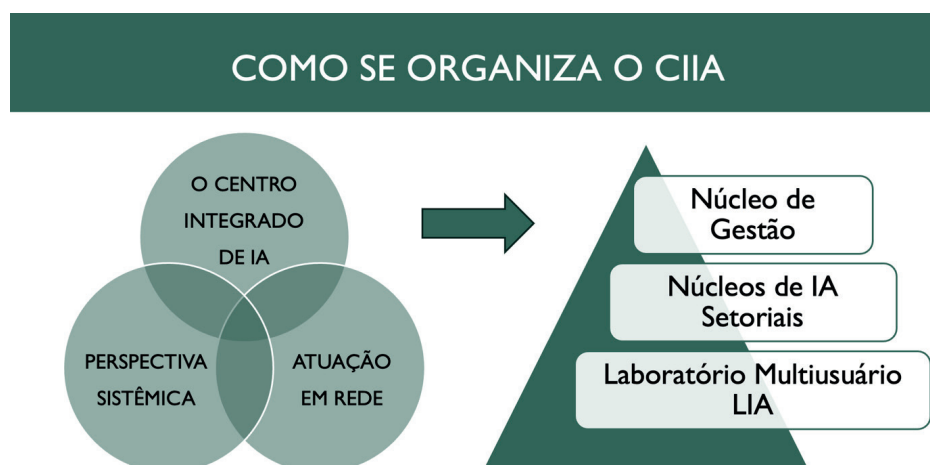 COMO SE ORGANIZA O CIIA
O CENTRO
INTEGRADO
DE IA
PERSPECTIVA
SISTÊMICA
ATUAÇÃO
EM REDE
Núcleo de
Gestão
Núcleos de IA
Setoriais
Laboratório Multiusuário
LIA